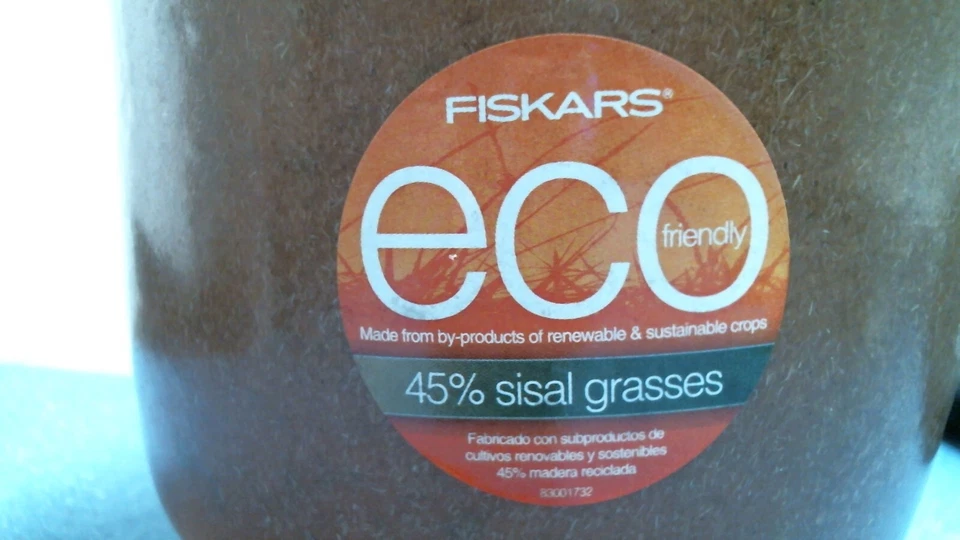 FISKARS®
eco
friendly
Made from by-products of renewable & sustainable crops
45% sisal grasses
Fabricado con subproductos de
cultivos renovables y sostenibles
45% madera reciclada
83001732